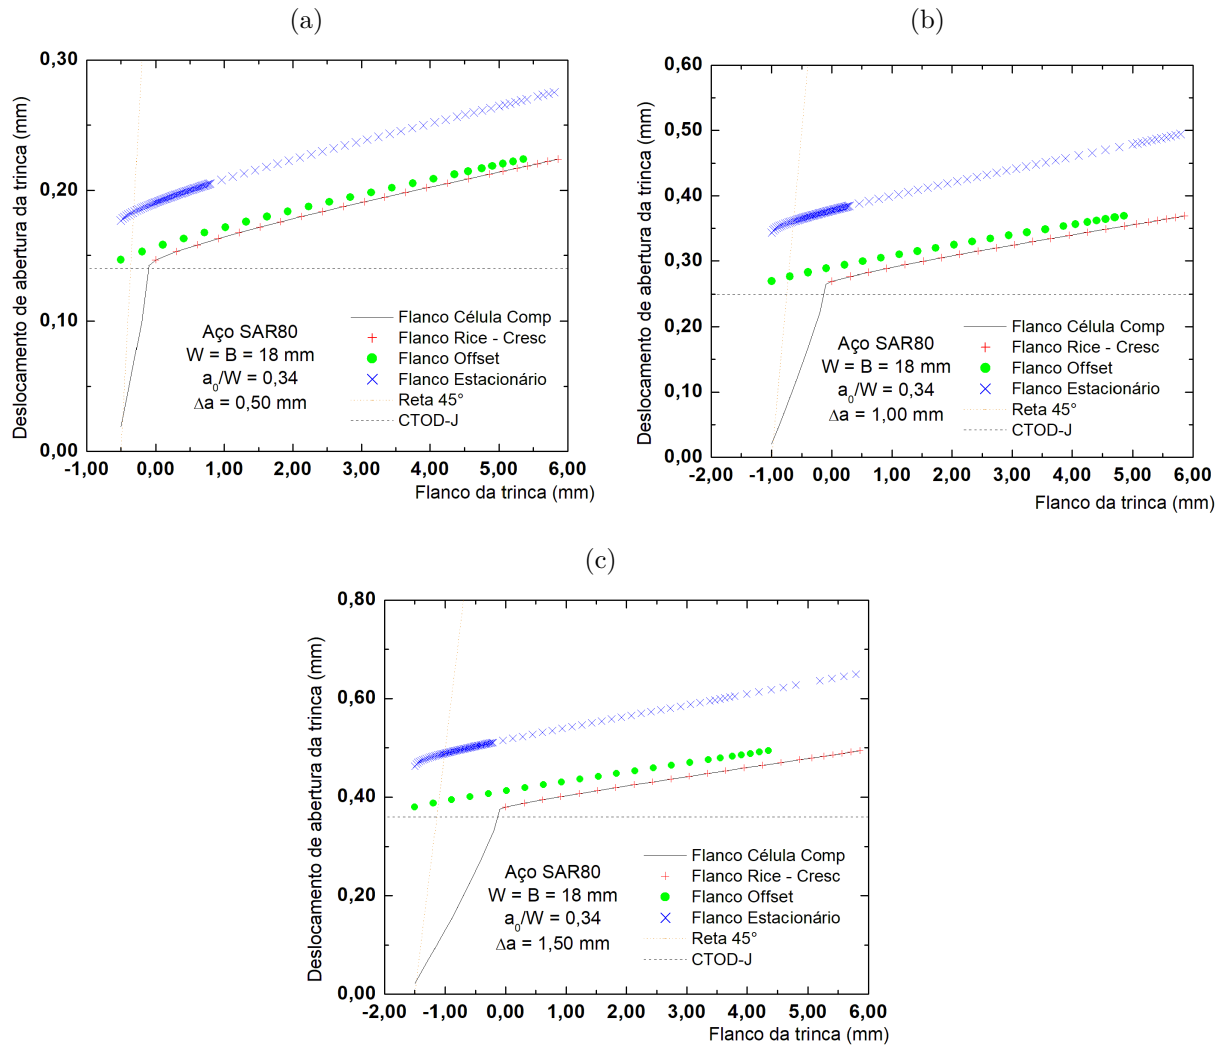 (a)
0,30
0,20
0,10
0,00
-1,00 0,00 1,00 2,00 3,00 4,00 5,00 6,00
Deslocamento de abertura da trinca (mm)
Flanco da trinca (mm)
Aço SAR80
W = B = 18 mm
a0/W = 0,34
Δa = 0,50 mm
Flanco Célula Comp
Flanco Rice - Cresc
Flanco Offset
Flanco Estacionário
Reta 45°
CTOD-J
(b)
0,60
0,50
0,40
0,30
0,20
0,10
0,00
-2,00 -1,00 0,00 1,00 2,00 3,00 4,00 5,00 6,00
Deslocamento de abertura da trinca (mm)
Flanco da trinca (mm)
Aço SAR80
W = B = 18 mm
a0/W = 0,34
Δa = 1,00 mm
Flanco Célula Comp
Flanco Rice - Cresc
Flanco Offset
Flanco Estacionário
Reta 45°
CTOD-J
(c)
0,80
0,60
0,40
0,20
0,00
-2,00 -1,00 0,00 1,00 2,00 3,00 4,00 5,00 6,00
Deslocamento de abertura da trinca (mm)
Flanco da trinca (mm)
Aço SAR80
W = B = 18 mm
a0/W = 0,34
Δa = 1,50 mm
Flanco Célula Comp
Flanco Rice - Cresc
Flanco Offset
Flanco Estacionário
Reta 45°
CTOD-J